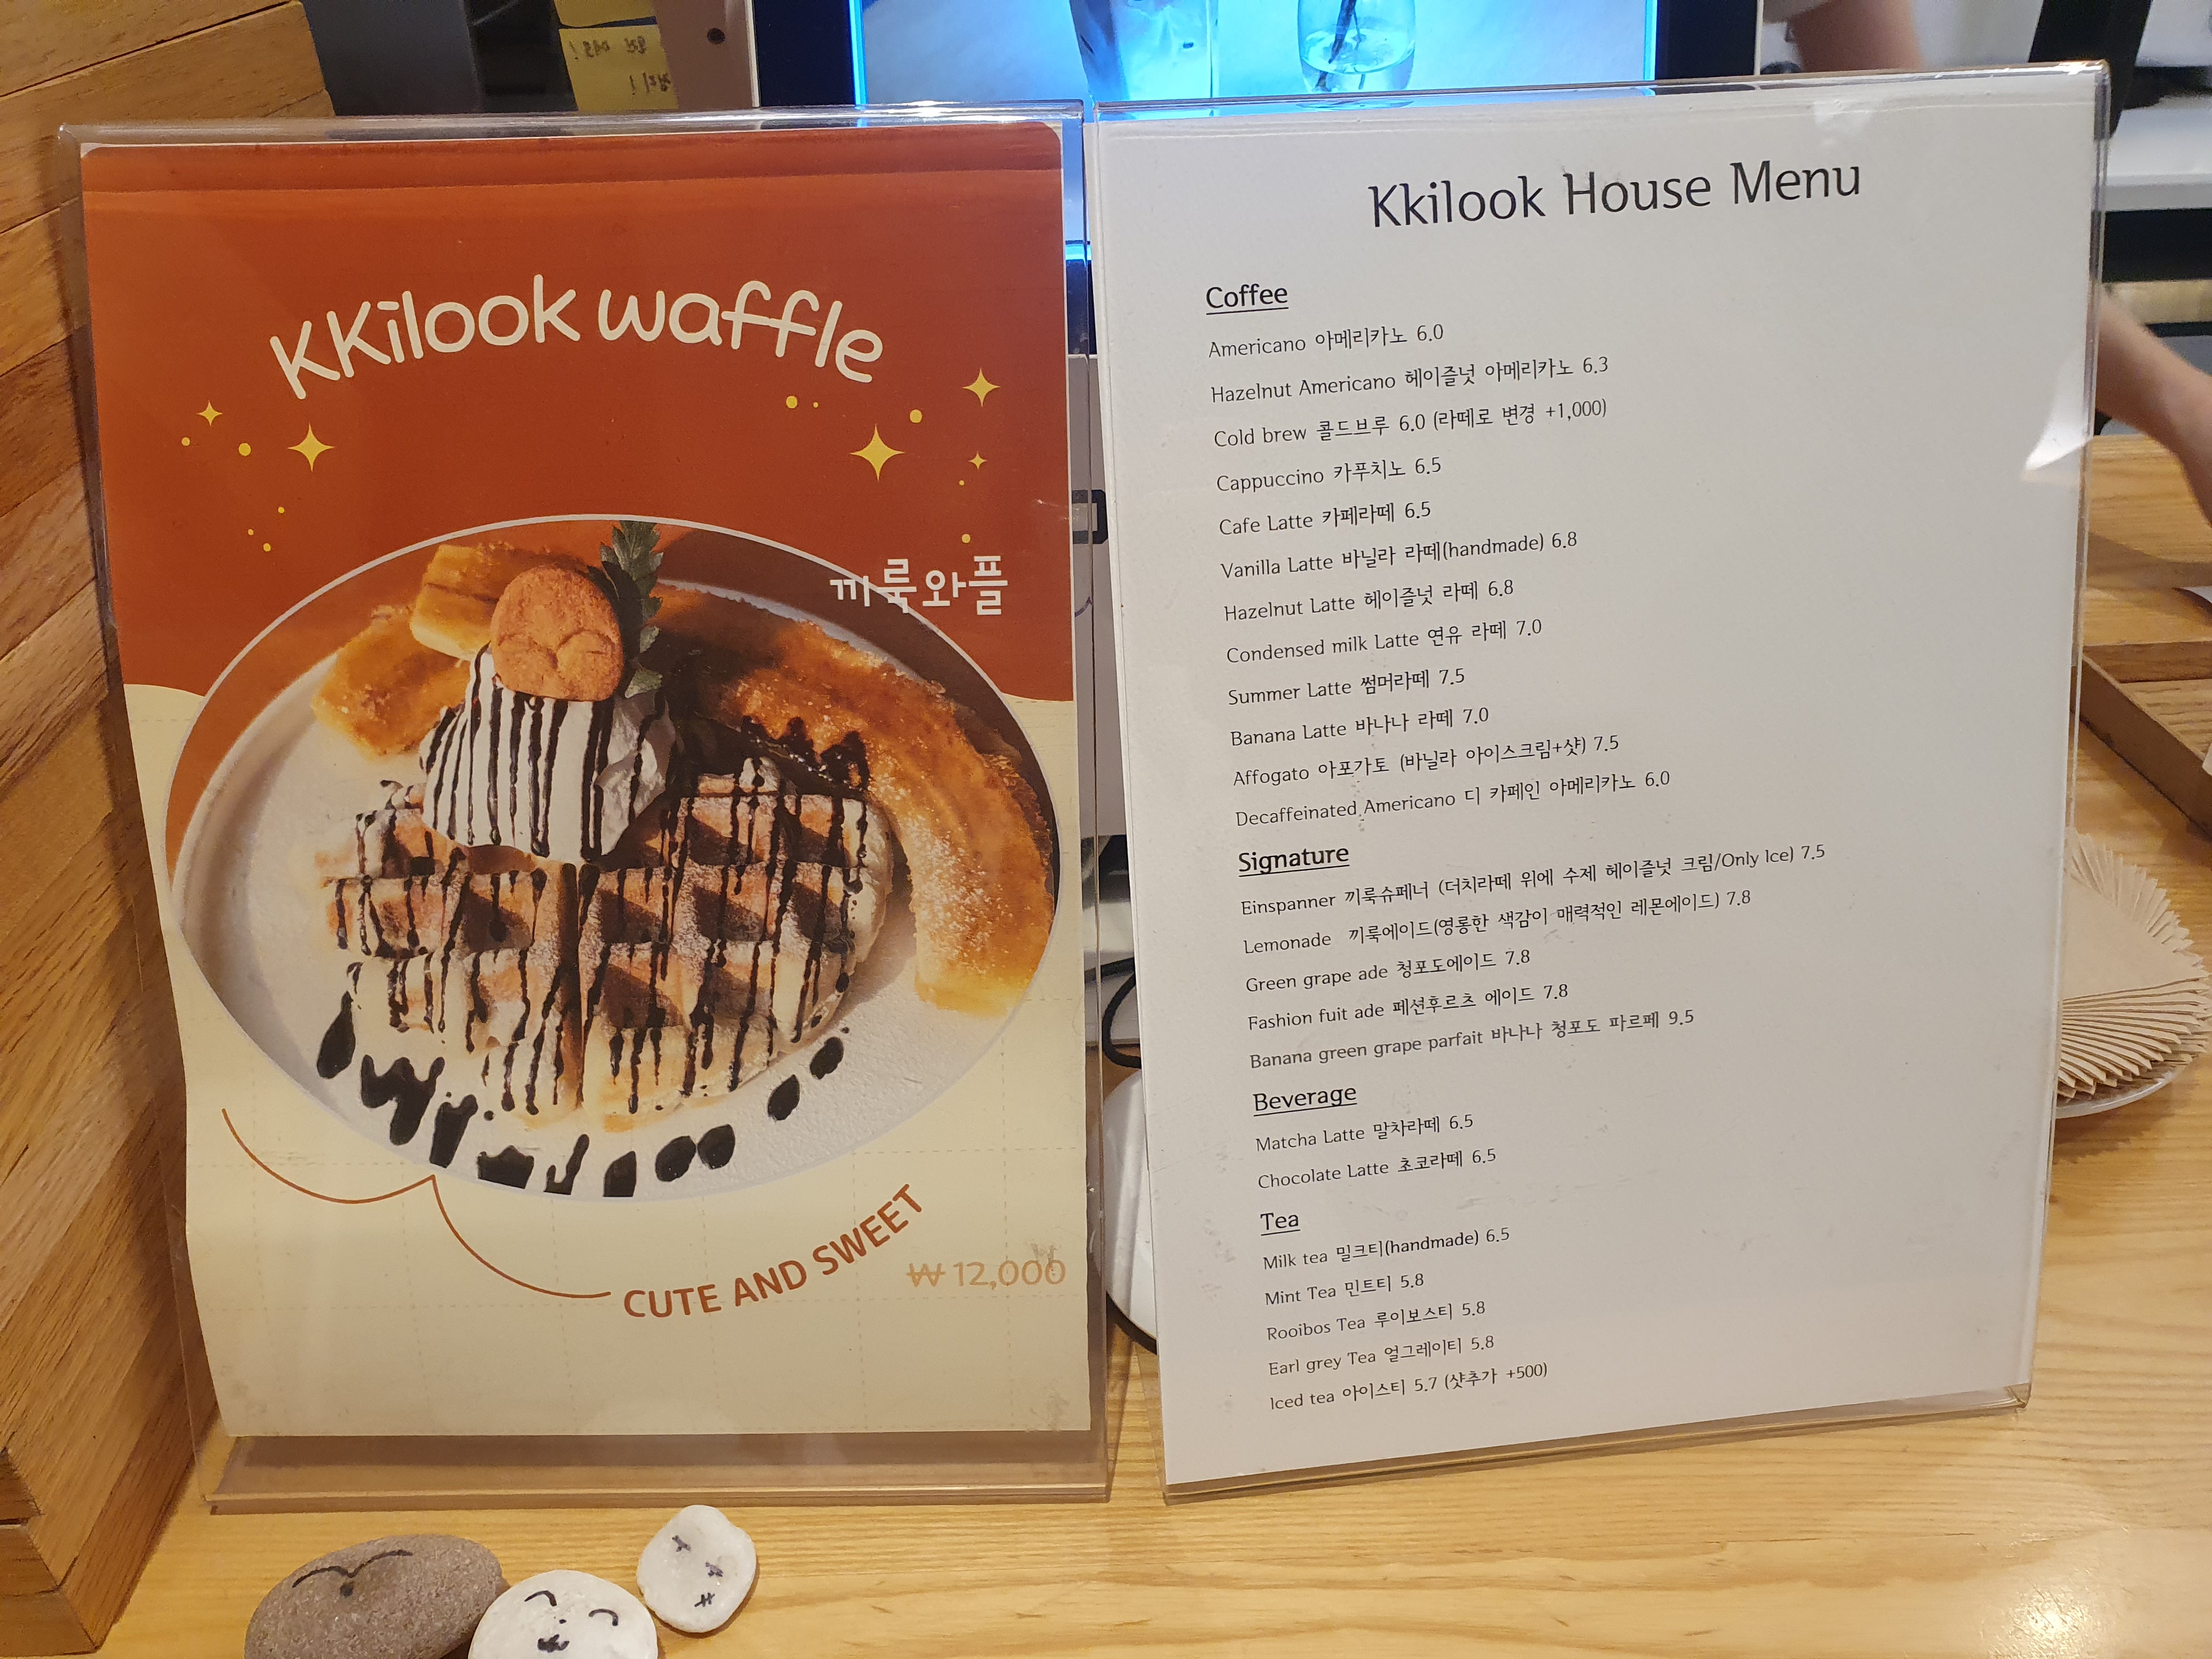 KKilook waffle
끼룩와플
CUTE AND SWEET
₩ 12,000
Kkilook House Menu
Coffee
Americano 아메리카노 6.0
Hazelnut Americano 헤이즐넛 아메리카노 6.3
Cold brew 콜드브루 6.0 (라떼로 변경 +1,000)
Cappuccino 카푸치노 6.5
Cafe Latte 카페라떼 6.5
Vanilla Latte 바닐라 라떼(handmade) 6.8
Hazelnut Latte 헤이즐넛 라떼 6.8
Condensed milk Latte 연유 라떼 7.0
Summer Latte 썸머라떼 7.5
Banana Latte 바나나 라떼 7.0
Affogato 아포가토 (바닐라 아이스크림+샷) 7.5
Decaffeinated Americano 디 카페인 아메리카노 6.0
Signature
Einspanner 끼룩슈페너 (더치라떼 위에 수제 헤이즐넛 크림/Only Ice) 7.5
Lemonade 끼룩에이드(영롱한 색감이 매력적인 레몬에이드) 7.8
Green grape ade 청포도에이드 7.8
Fashion fuit ade 페션후르츠 에이드 7.8
Banana green grape parfait 바나나 청포도 파르페 9.5
Beverage
Matcha Latte 말차라떼 6.5
Chocolate Latte 초코라떼 6.5
Tea
Milk tea 밀크티(handmade) 6.5
Mint Tea 민트티 5.8
Rooibos Tea 루이보스티 5.8
Earl grey Tea 얼그레이티 5.8
Iced tea 아이스티 5.7 (샷추가 +500)